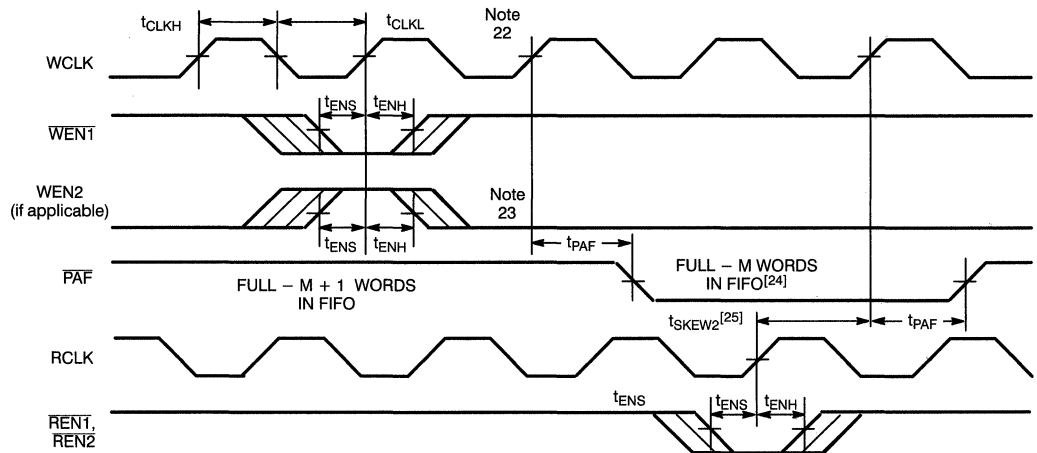 tCLKH
tCLKL
Note
22
WCLK
tENS
tENH
WEN1
WEN2
(if applicable)
Note
23
tENS
tENH
tPAF
PAF
FULL – M + 1 WORDS
IN FIFO
FULL – M WORDS
IN FIFO[24]
tSKEW2[25]
tPAF
RCLK
tENS
tENS
tENH
REN1,
REN2